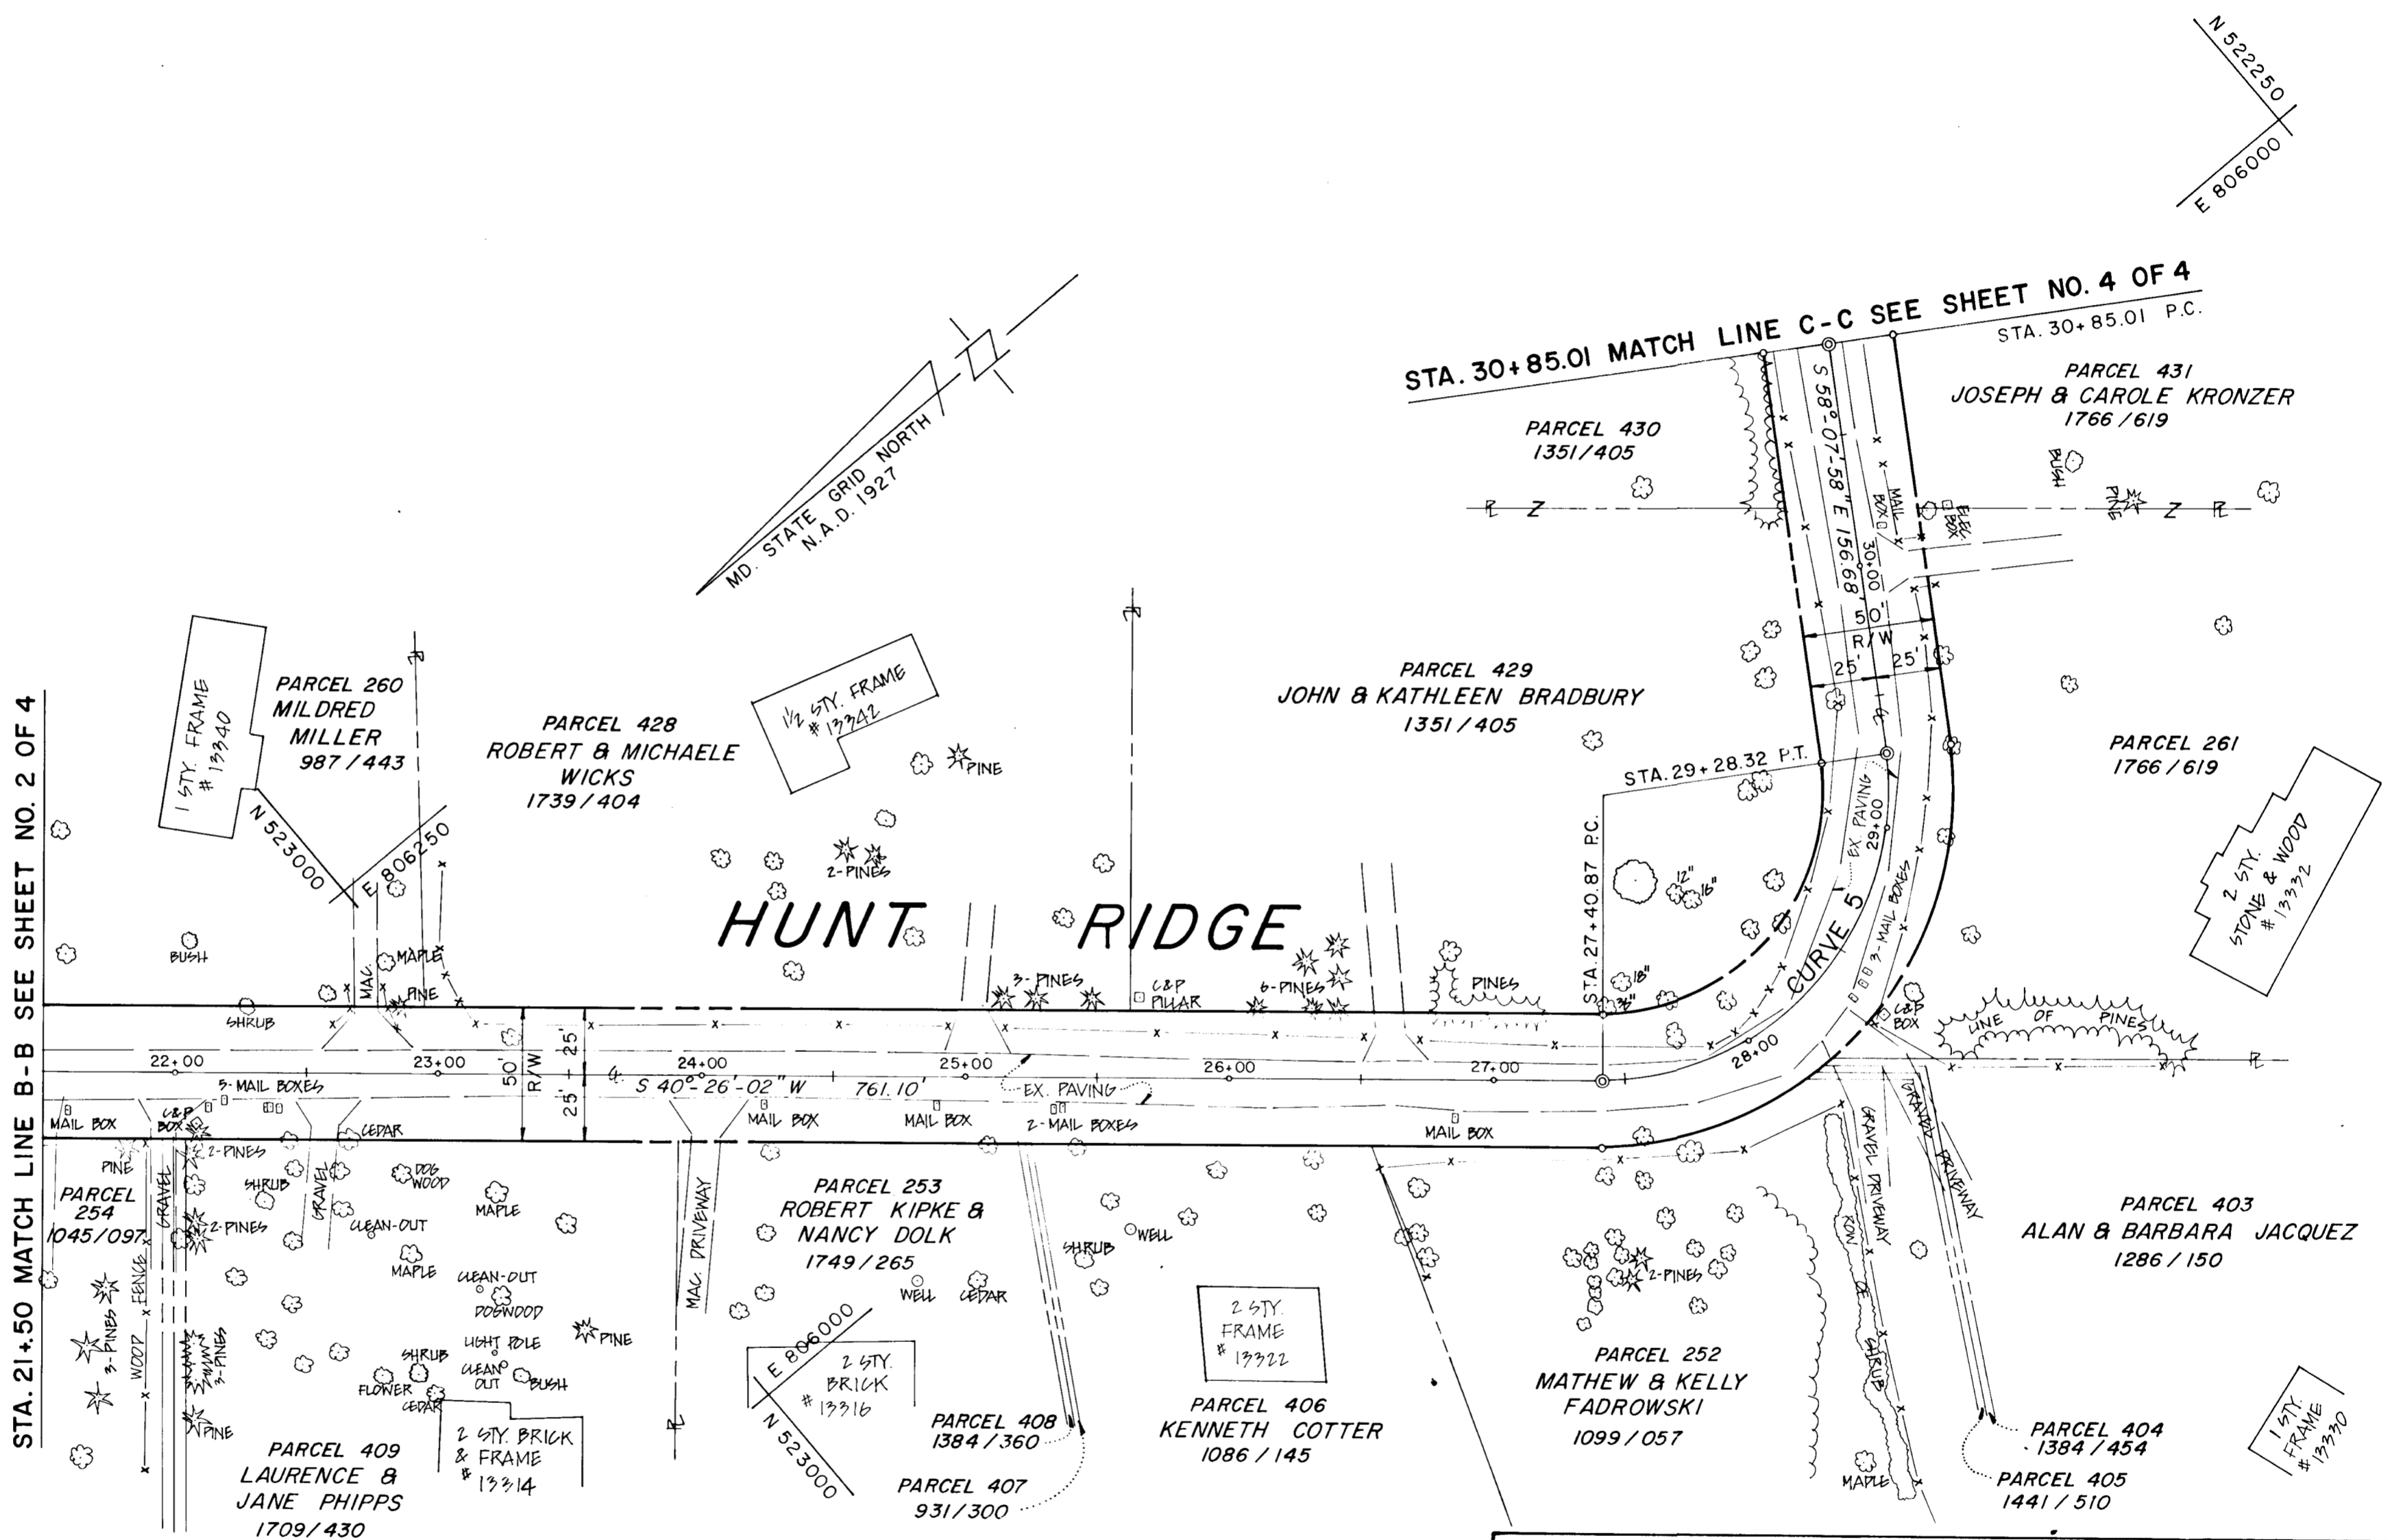 N 522250
E 806000
STA. 30+85.01 MATCH LINE C-C SEE SHEET NO. 4 OF 4
STA. 30+85.01 P.C.
PARCEL 431
JOSEPH & CAROLE KRONZER
1766/619
PARCEL 430
1351/405
MD. STATE GRID NORTH
N.A.D. 1927
S 58°-07'-58" E 156.68'
MAIL BOX
ELEC. BOX
BUSH
PINE
30+00
50'
R/W
25'
25'
STA. 21+.50 MATCH LINE B-B SEE SHEET NO. 2 OF 4
1 STY. FRAME
# 13340
PARCEL 260
MILDRED
MILLER
987/443
PARCEL 428
ROBERT & MICHAELE
WICKS
1739/404
1½ STY. FRAME
# 13342
PINE
2-PINES
PARCEL 429
JOHN & KATHLEEN BRADBURY
1351/405
STA. 29+28.32 P.T.
STA. 27+40.87 P.C.
PARCEL 261
1766/619
2 STY.
STONE & WOOD
# 13332
N 523000
E 806250
EX. PAVING
29+00
12"
16"
HUNT RIDGE
CURVE 5
3-MAIL BOXES
BUSH
MAC.
MAPLE
PINE
SHRUB
3-PINES
C&P
PILLAR
6-PINES
PINES
18"
36"
C&P
BOX
LINE OF PINES
28+00
22+00
23+00
24+00
25+00
26+00
27+00
50'
R/W
25'
25'
S 40°-26'-02" W 761.10'
EX. PAVING
5-MAIL BOXES
MAIL BOX
C&P
BOX
CEDAR
MAIL BOX
MAIL BOX
2-MAIL BOXES
MAIL BOX
PINE
2-PINES
GRAVEL
SHRUB
GRAVEL
DOG
WOOD
MAPLE
PARCEL
254
1045/097
2-PINES
CLEAN-OUT
MAPLE
CLEAN-OUT
DOGWOOD
WOOD FENCE
3-PINES
3-PINES
LIGHT POLE
CLEAN
OUT
SHRUB
FLOWER
CEDAR
BUSH
PINE
PINE
MAC. DRIVEWAY
PARCEL 253
ROBERT KIPKE &
NANCY DOLK
1749/265
WELL
CEDAR
SHRUB
WELL
GRAVEL DRIVEWAY
GRAVEL DRIVEWAY
ROW OF SHRUB
PARCEL 403
ALAN & BARBARA JACQUEZ
1286/150
2-PINES
E 806000
N 523000
2 STY.
BRICK
# 13316
2 STY.
FRAME
# 13322
PARCEL 252
MATHEW & KELLY
FADROWSKI
1099/057
PARCEL 409
LAURENCE &
JANE PHIPPS
1709/430
2 STY. BRICK
& FRAME
# 13314
PARCEL 408
1384/360
PARCEL 407
931/300
PARCEL 406
KENNETH COTTER
1086/145
MAPLE
PARCEL 404
1384/454
PARCEL 405
1441/510
1 STY.
FRAME
# 13330